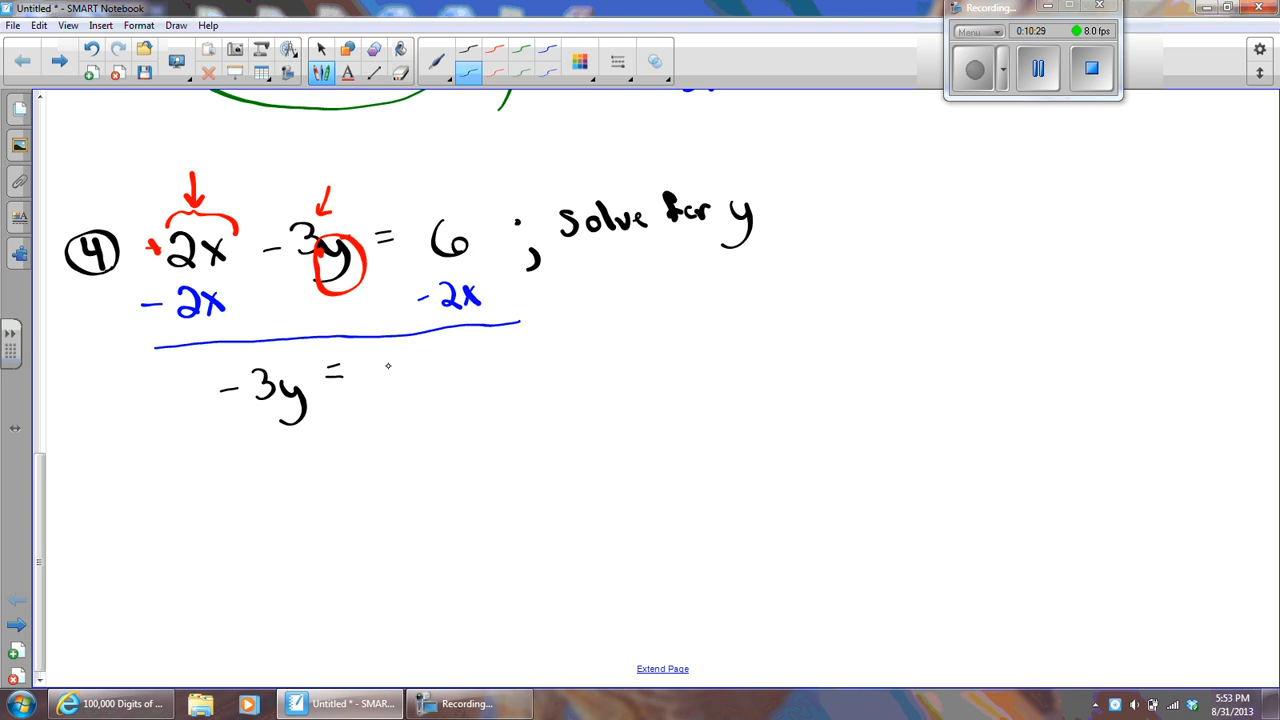 Untitled * - SMART Notebook
Recording...
File Edit View Insert Format Draw Help
Menu 0:10:29 8.0 fps
4 + 2x - 3y = 6 ; solve for y
- 2x - 2x
- 3y =
Extend Page
100,000 Digits of ... Untitled * - SMAR... Recording...
5:53 PM
8/31/2013